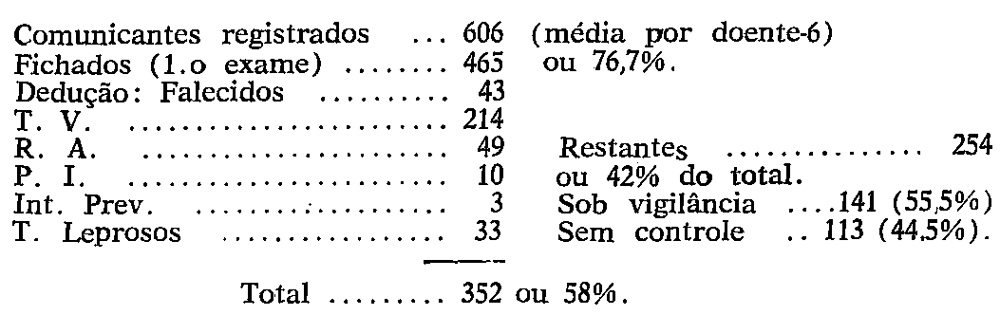 Comunicantes registrados ... 606 (média por doente-6)
Fichados (1.o exame) ........ 465 ou 76,7%.
Dedução: Falecidos .......... 43
T. V. ........................ 214
R. A. ....................... 49 Restantes ............... 254
P. I. ........................ 10 ou 42% do total.
Int. Prev. ................... 3 Sob vigilância ....141 (55,5%)
T. Leprosos ................. 33 Sem controle .. 113 (44.5%).
Total ......... 352 ou 58%.